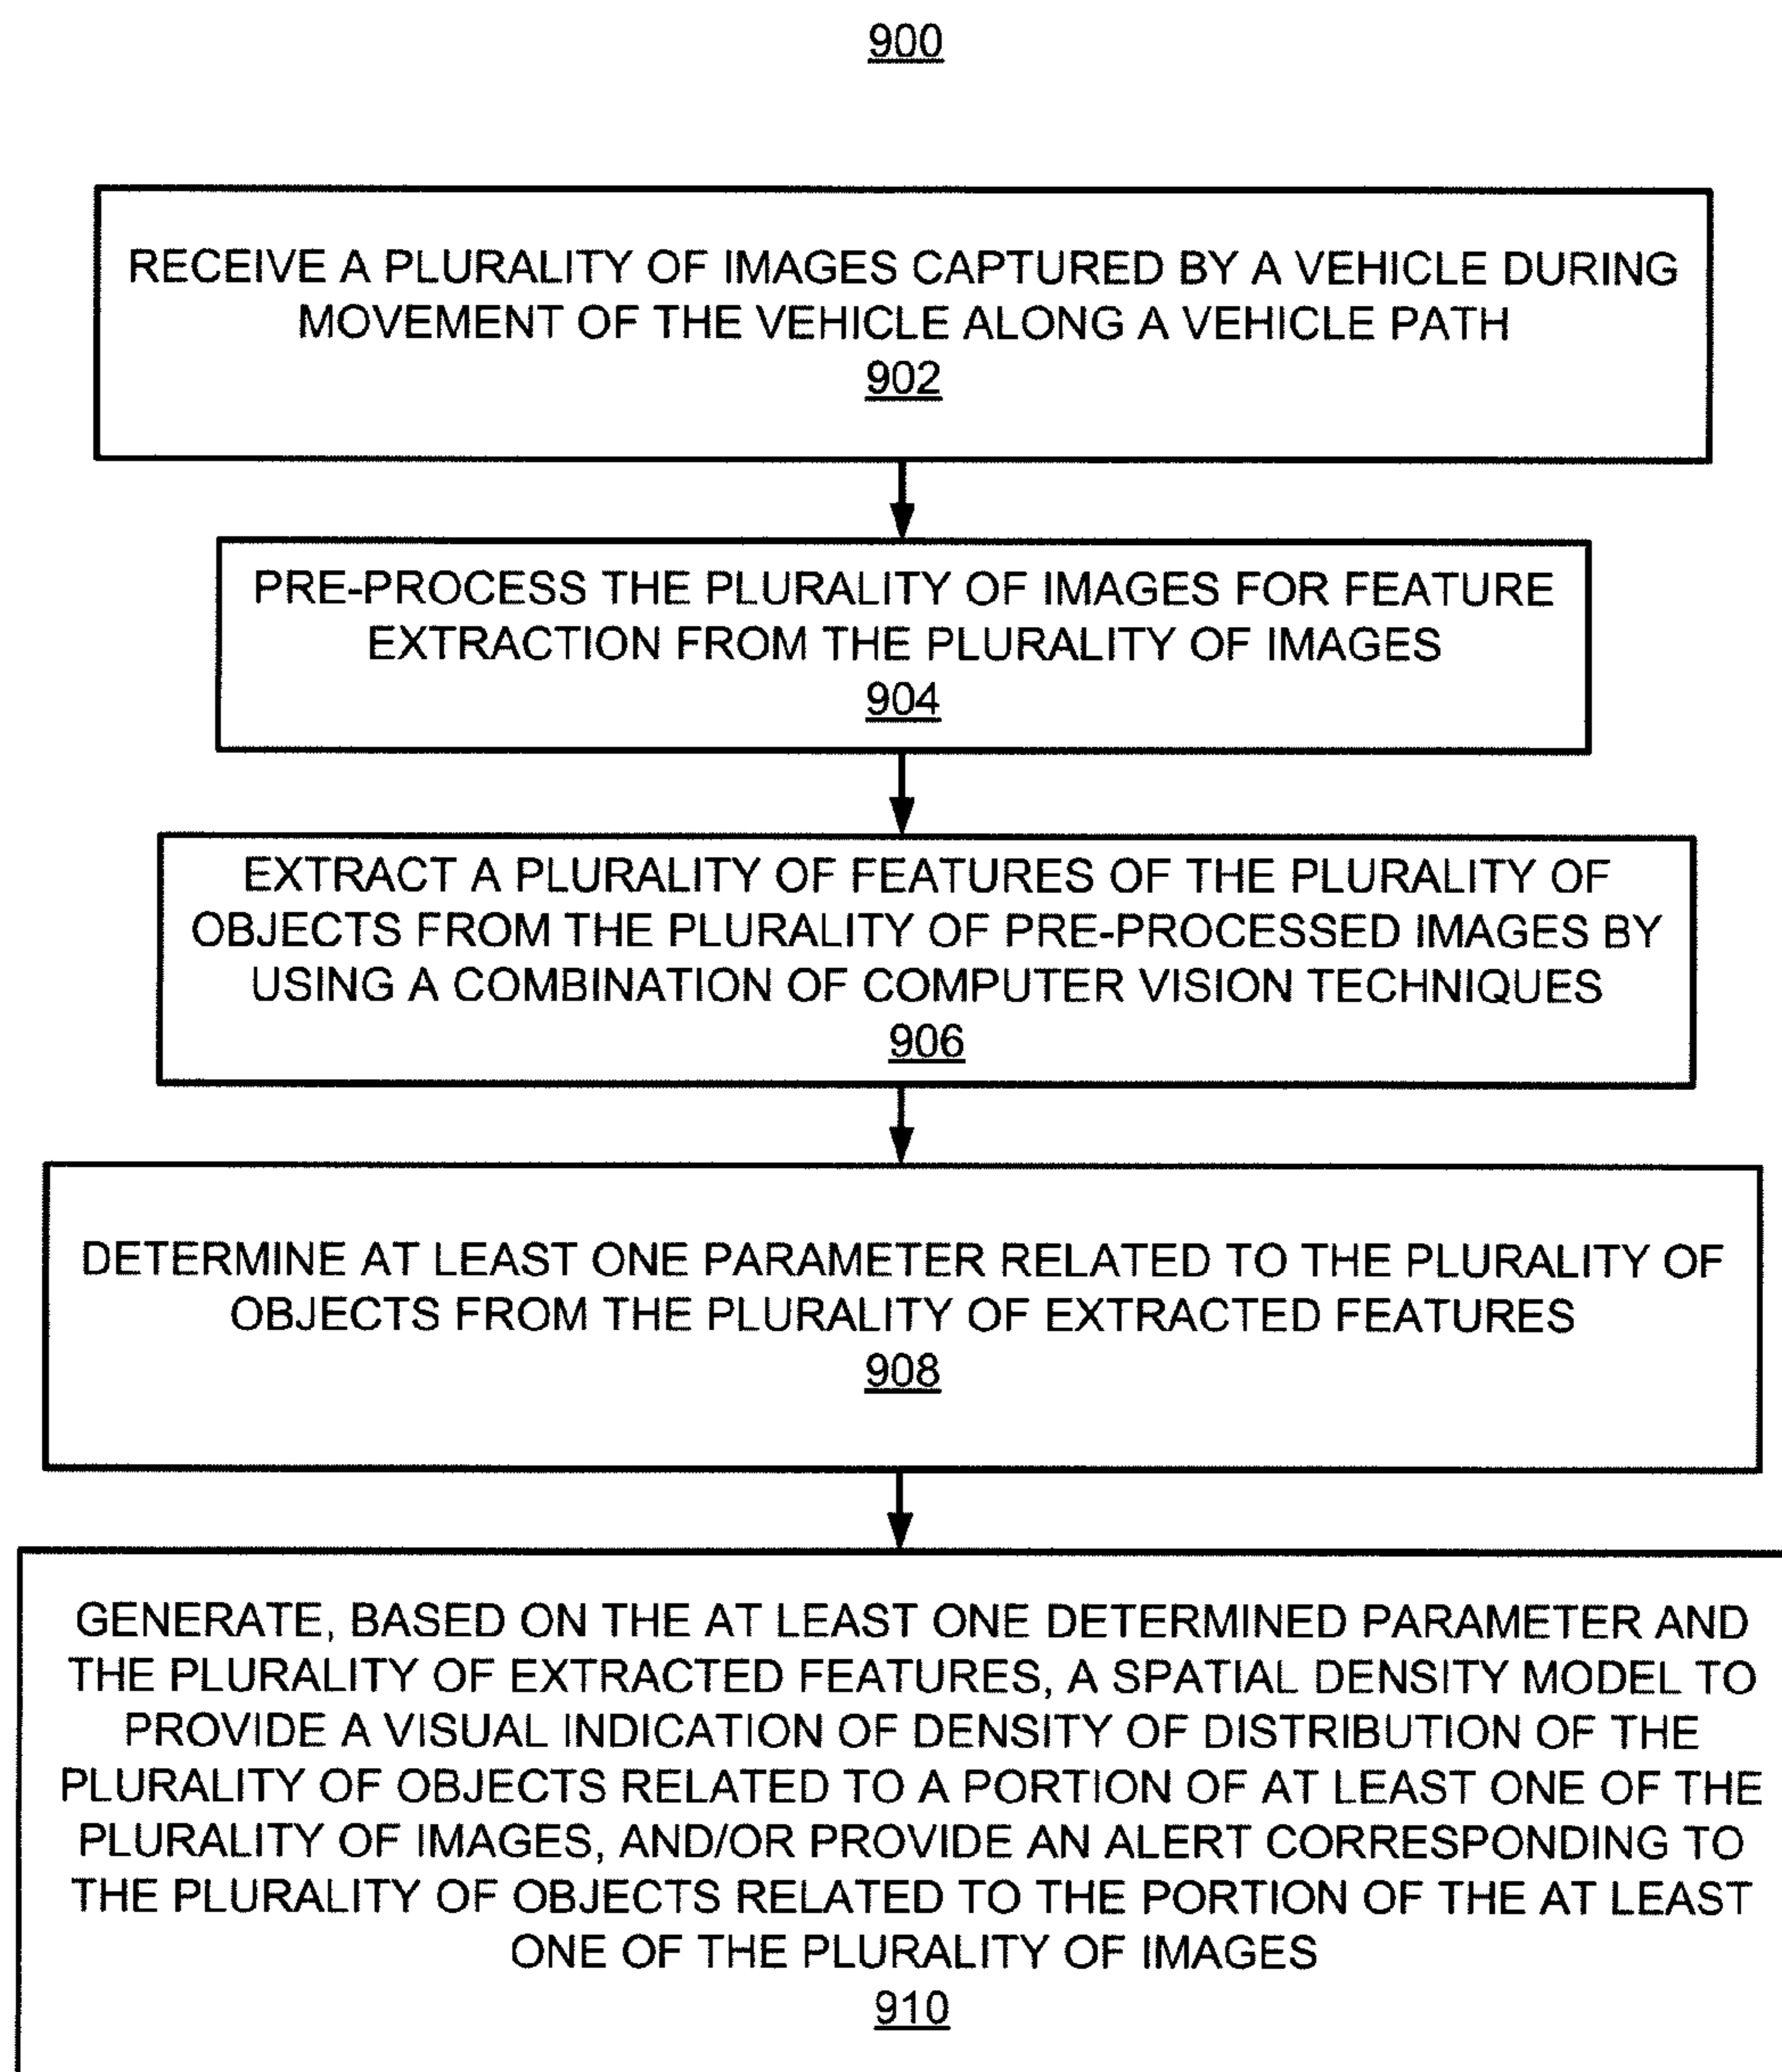 900
RECEIVE A PLURALITY OF IMAGES CAPTURED BY A VEHICLE DURING
MOVEMENT OF THE VEHICLE ALONG A VEHICLE PATH
902
PRE-PROCESS THE PLURALITY OF IMAGES FOR FEATURE
EXTRACTION FROM THE PLURALITY OF IMAGES
904
EXTRACT A PLURALITY OF FEATURES OF THE PLURALITY OF
OBJECTS FROM THE PLURALITY OF PRE-PROCESSED IMAGES BY
USING A COMBINATION OF COMPUTER VISION TECHNIQUES
906
DETERMINE AT LEAST ONE PARAMETER RELATED TO THE PLURALITY OF
OBJECTS FROM THE PLURALITY OF EXTRACTED FEATURES
908
GENERATE, BASED ON THE AT LEAST ONE DETERMINED PARAMETER AND
THE PLURALITY OF EXTRACTED FEATURES, A SPATIAL DENSITY MODEL TO
PROVIDE A VISUAL INDICATION OF DENSITY OF DISTRIBUTION OF THE
PLURALITY OF OBJECTS RELATED TO A PORTION OF AT LEAST ONE OF THE
PLURALITY OF IMAGES, AND/OR PROVIDE AN ALERT CORRESPONDING TO
THE PLURALITY OF OBJECTS RELATED TO THE PORTION OF THE AT LEAST
ONE OF THE PLURALITY OF IMAGES
910